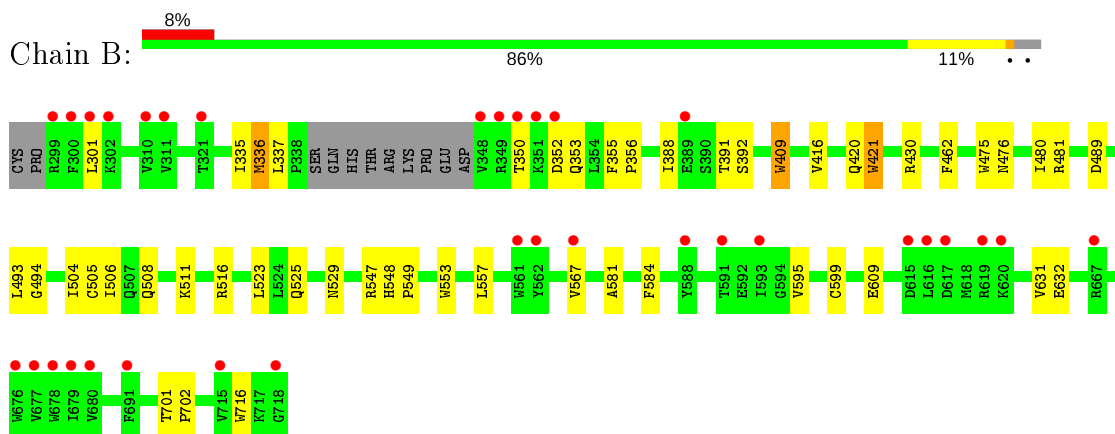 8%
Chain B:
86%
11%
CYS PRO R299 F300 L301 K302 V310 V311 T321 I335 M336 L337 P338 SER GLN HIS THR ARG LYS PRO GLU ASP V348 R349 T350 K351 D352 Q353 L354 F355 P356 I388 E389 S390 T391 S392 W409 V416 Q420 W421 R430 F462 W475 N476 I480 R481 D489
L493 G494 I504 C505 I506 Q507 Q508 K511 R516 L523 L524 Q525 N529 R547 H548 P549 W553 L557 W561 Y562 V567 A581 F584 Y588 T591 E592 I593 G594 V595 C599 E609 D615 L616 D617 M618 R619 K620 V631 E632 R667
W676 V677 W678 I679 V680 F691 T701 P702 V715 W716 K717 G718